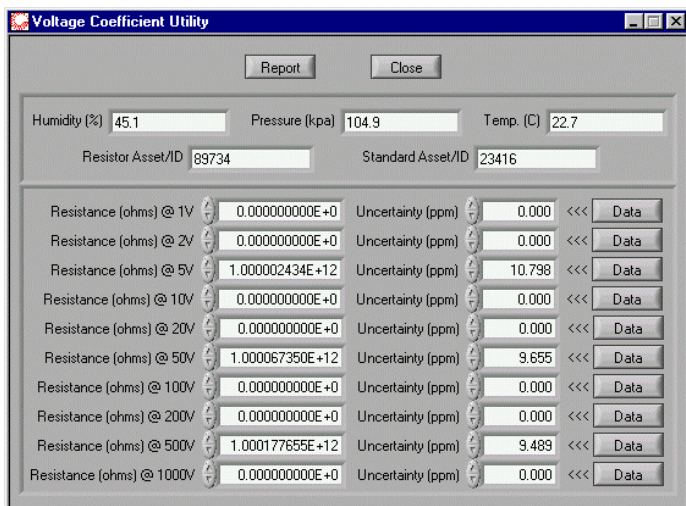 Voltage Coefficient Utility
Report Close
Humidity (%) 45.1 Pressure (kpa) 104.9 Temp. (C) 22.7
Resistor Asset/ID 89734 Standard Asset/ID 23416
Resistance (ohms) @ 1V 0.000000000E+0 Uncertainty (ppm) 0.000 <<< Data
Resistance (ohms) @ 2V 0.000000000E+0 Uncertainty (ppm) 0.000 <<< Data
Resistance (ohms) @ 5V 1.000002434E+12 Uncertainty (ppm) 10.798 <<< Data
Resistance (ohms) @ 10V 0.000000000E+0 Uncertainty (ppm) 0.000 <<< Data
Resistance (ohms) @ 20V 0.000000000E+0 Uncertainty (ppm) 0.000 <<< Data
Resistance (ohms) @ 50V 1.000067350E+12 Uncertainty (ppm) 9.655 <<< Data
Resistance (ohms) @ 100V 0.000000000E+0 Uncertainty (ppm) 0.000 <<< Data
Resistance (ohms) @ 200V 0.000000000E+0 Uncertainty (ppm) 0.000 <<< Data
Resistance (ohms) @ 500V 1.000177655E+12 Uncertainty (ppm) 9.489 <<< Data
Resistance (ohms) @ 1000V 0.000000000E+0 Uncertainty (ppm) 0.000 <<< Data